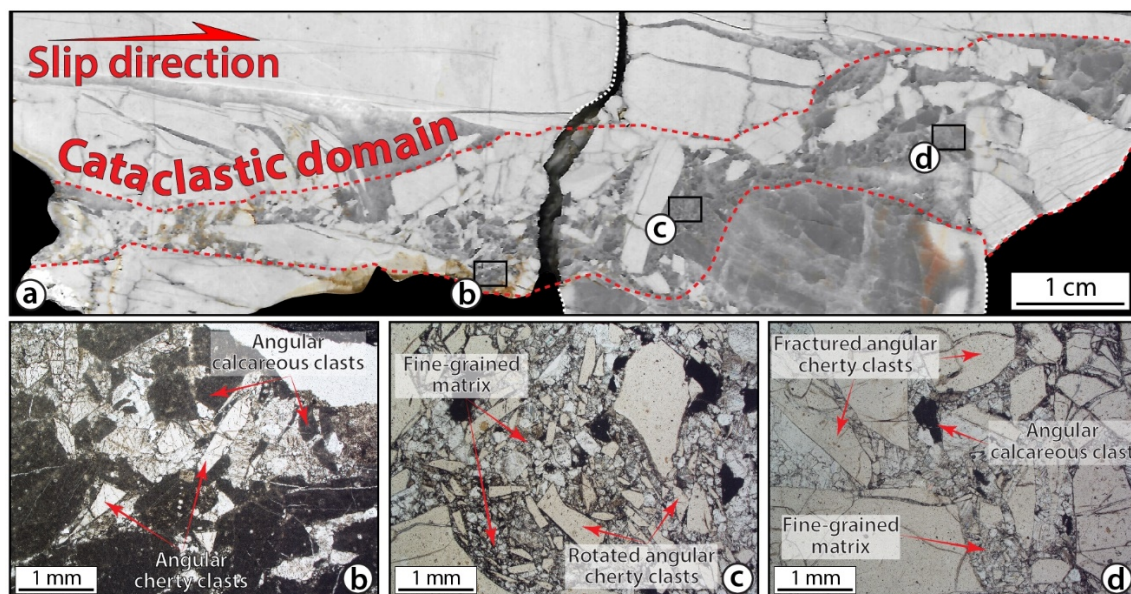 Slip direction
Cataclastic domain
d
c
a
b
1 cm
Angular
calcareous clasts
Angular
cherty clasts
1 mm
b
Fine-grained
matrix
Rotated angular
cherty clasts
1 mm
c
Fractured angular
cherty clasts
Angular
calcareous clast
Fine-grained
matrix
1 mm
d